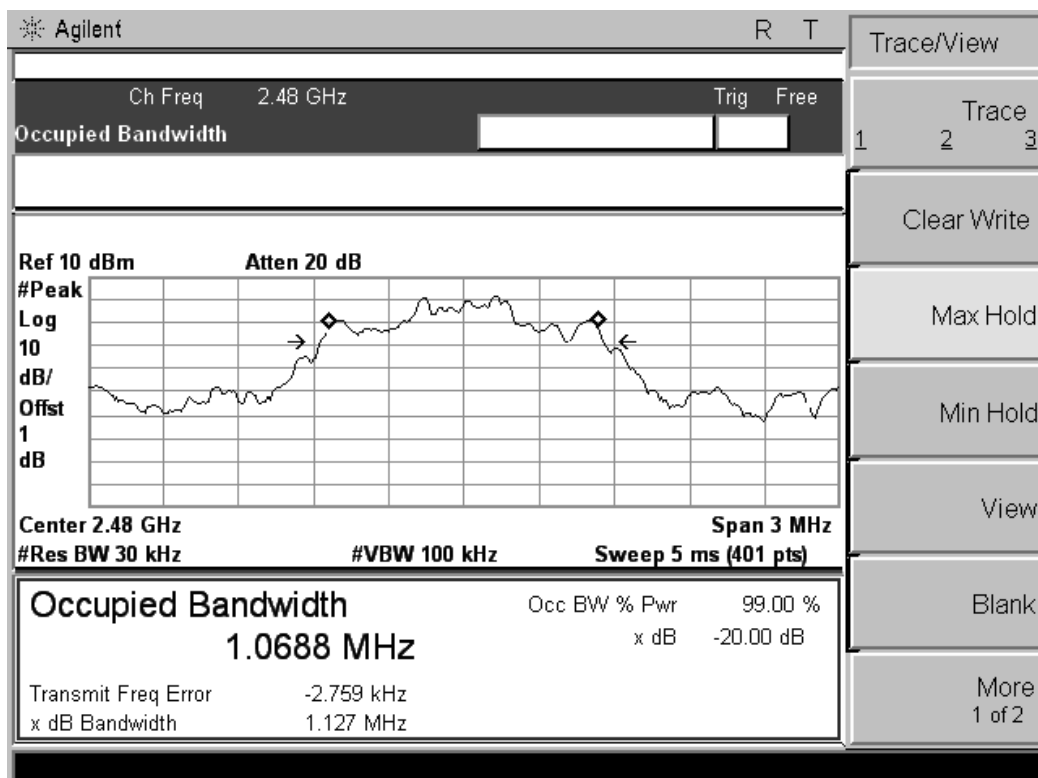 Agilent R T
Trace/View
Ch Freq 2.48 GHz Trig Free
Occupied Bandwidth
Trace
1 2 3
Clear Write
Ref 10 dBm Atten 20 dB
#Peak
Log
10
dB/
Offst
1
dB
Max Hold
Min Hold
Center 2.48 GHz Span 3 MHz
#Res BW 30 kHz #VBW 100 kHz Sweep 5 ms (401 pts)
View
Occupied Bandwidth Occ BW % Pwr 99.00 %
1.0688 MHz x dB -20.00 dB
Blank
Transmit Freq Error -2.759 kHz
x dB Bandwidth 1.127 MHz
More
1 of 2